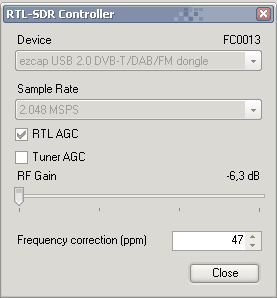 RTL-SDR Controller
Device FC0013
ezcap USB 2.0 DVB-T/DAB/FM dongle
Sample Rate
2.048 MSPS
RTL AGC
Tuner AGC
RF Gain -6,3 dB
Frequency correction (ppm) 47
Close